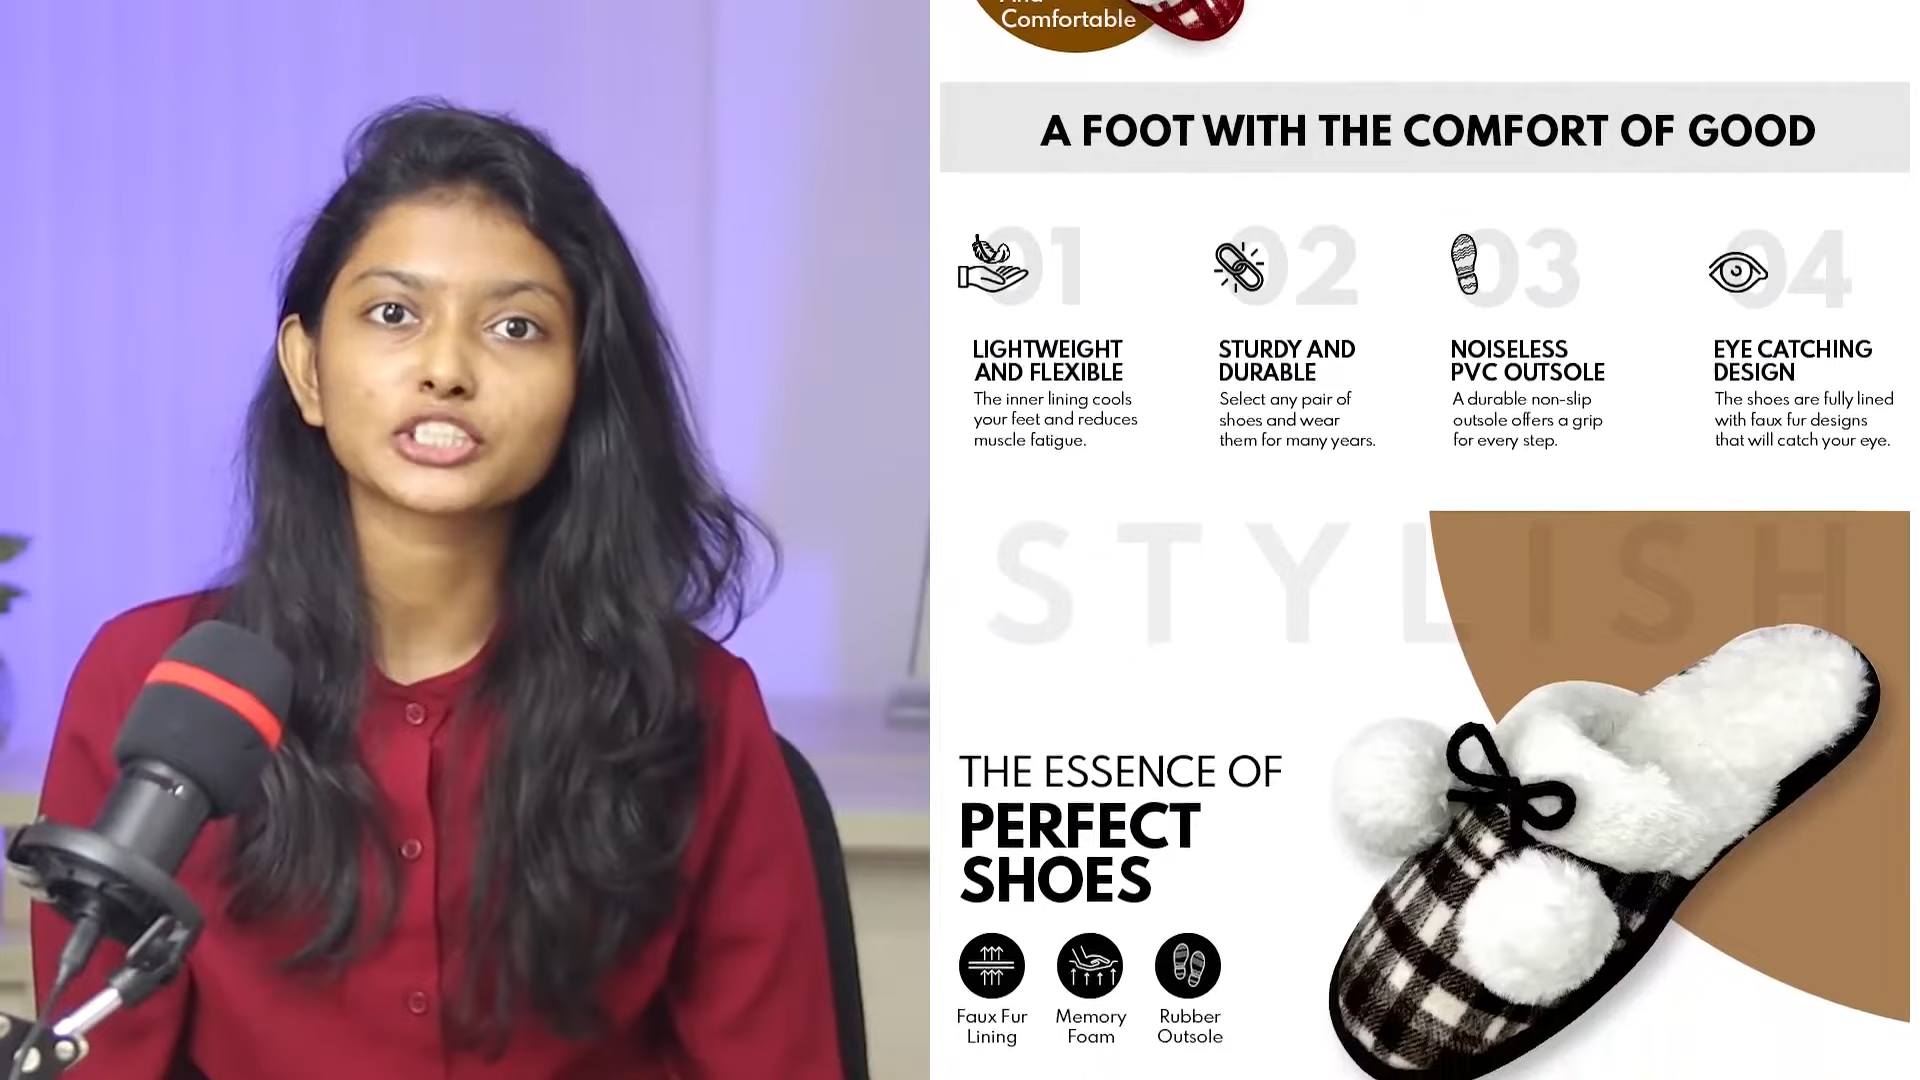 Comfortable
A FOOT WITH THE COMFORT OF GOOD
01
LIGHTWEIGHT
AND FLEXIBLE
The inner lining cools
your feet and reduces
muscle fatigue.
02
STURDY AND
DURABLE
Select any pair of
shoes and wear
them for many years.
03
NOISELESS
PVC OUTSOLE
A durable non-slip
outsole offers a grip
for every step.
04
EYE CATCHING
DESIGN
The shoes are fully lined
with faux fur designs
that will catch your eye.
STYLISH
THE ESSENCE OF
PERFECT
SHOES
Faux Fur
Lining
Memory
Foam
Rubber
Outsole